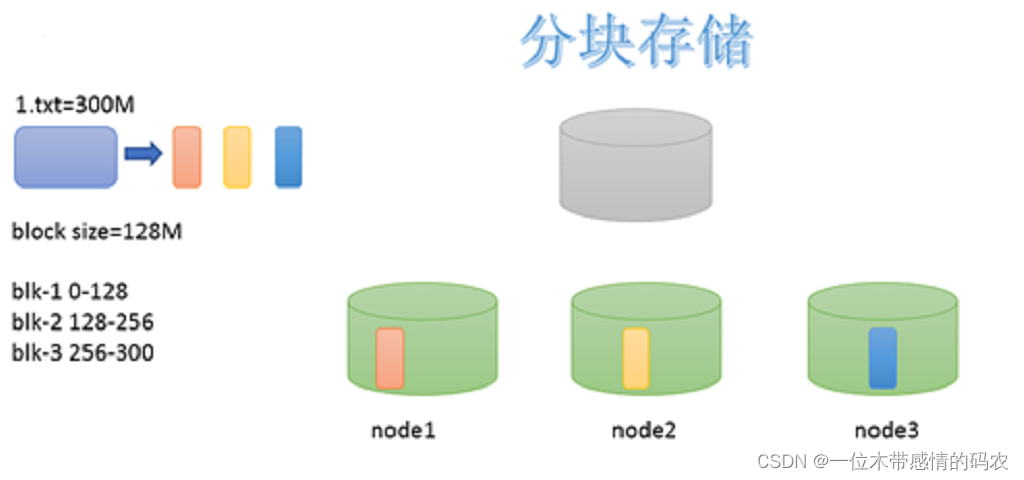 分块存储
1.txt=300M
block size=128M
blk-1 0-128
blk-2 128-256
blk-3 256-300
node1
node2
node3
CSDN @一位木带感情的码农